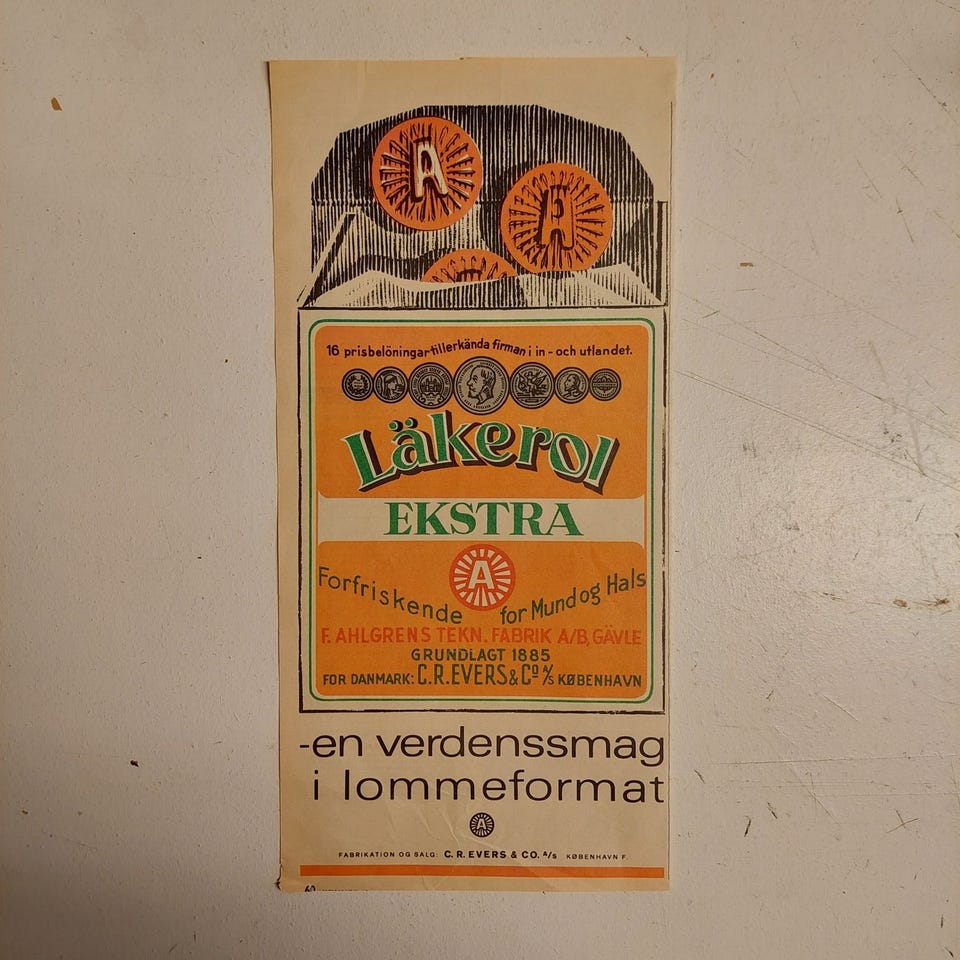 A
A
16 prisbelöningar tillerkända firman i in- och utlandet.
Läkerol
EKSTRA
A
Forfriskende for Mund og Hals
F. AHLGRENS TEKN. FABRIK A/B, GÄVLE
GRUNDLAGT 1885
FOR DANMARK: C.R.EVERS & Co A/S KØBENHAVN
-en verdenssmag
i lommeformat
A
FABRIKATION OG SALG: C. R. EVERS & CO. A/S KØBENHAVN F.